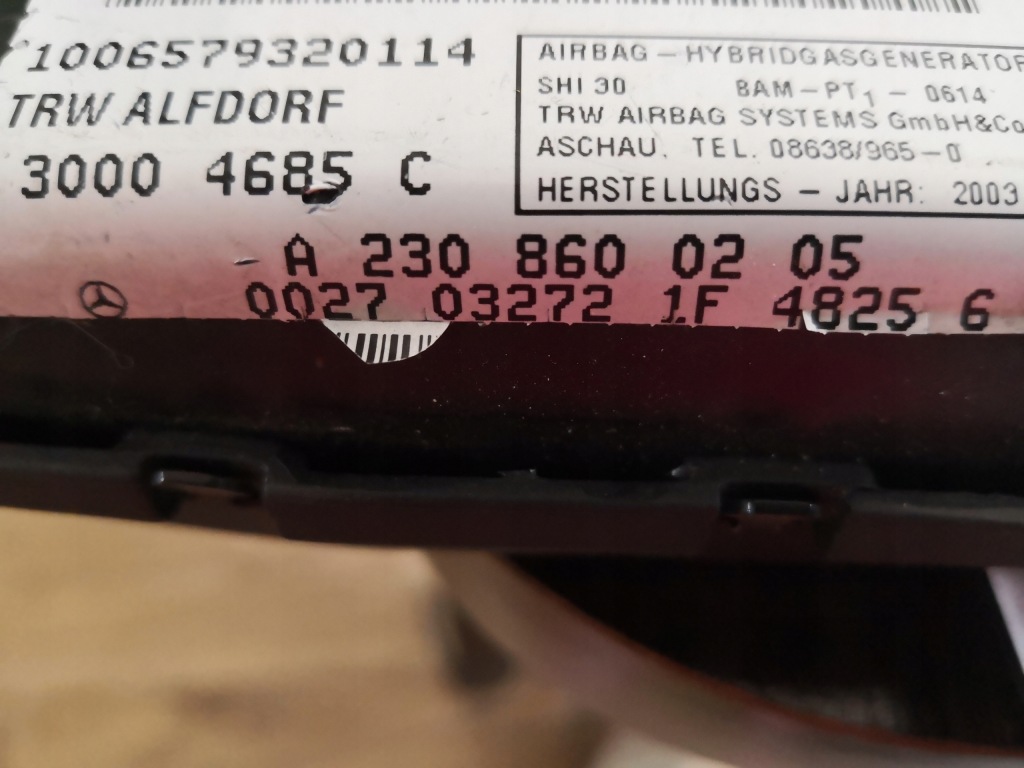 1006579320114
TRW ALFDORF
3000 4685 C
AIRBAG - HYBRIDGASGENERATOR
SHI 30 BAM-PT1 - 0614
TRW AIRBAG SYSTEMS GmbH&Co
ASCHAU. TEL. 08638/965-0
HERSTELLUNGS - JAHR: 2003
A 230 860 02 05
0027 03272 1F 4825 6